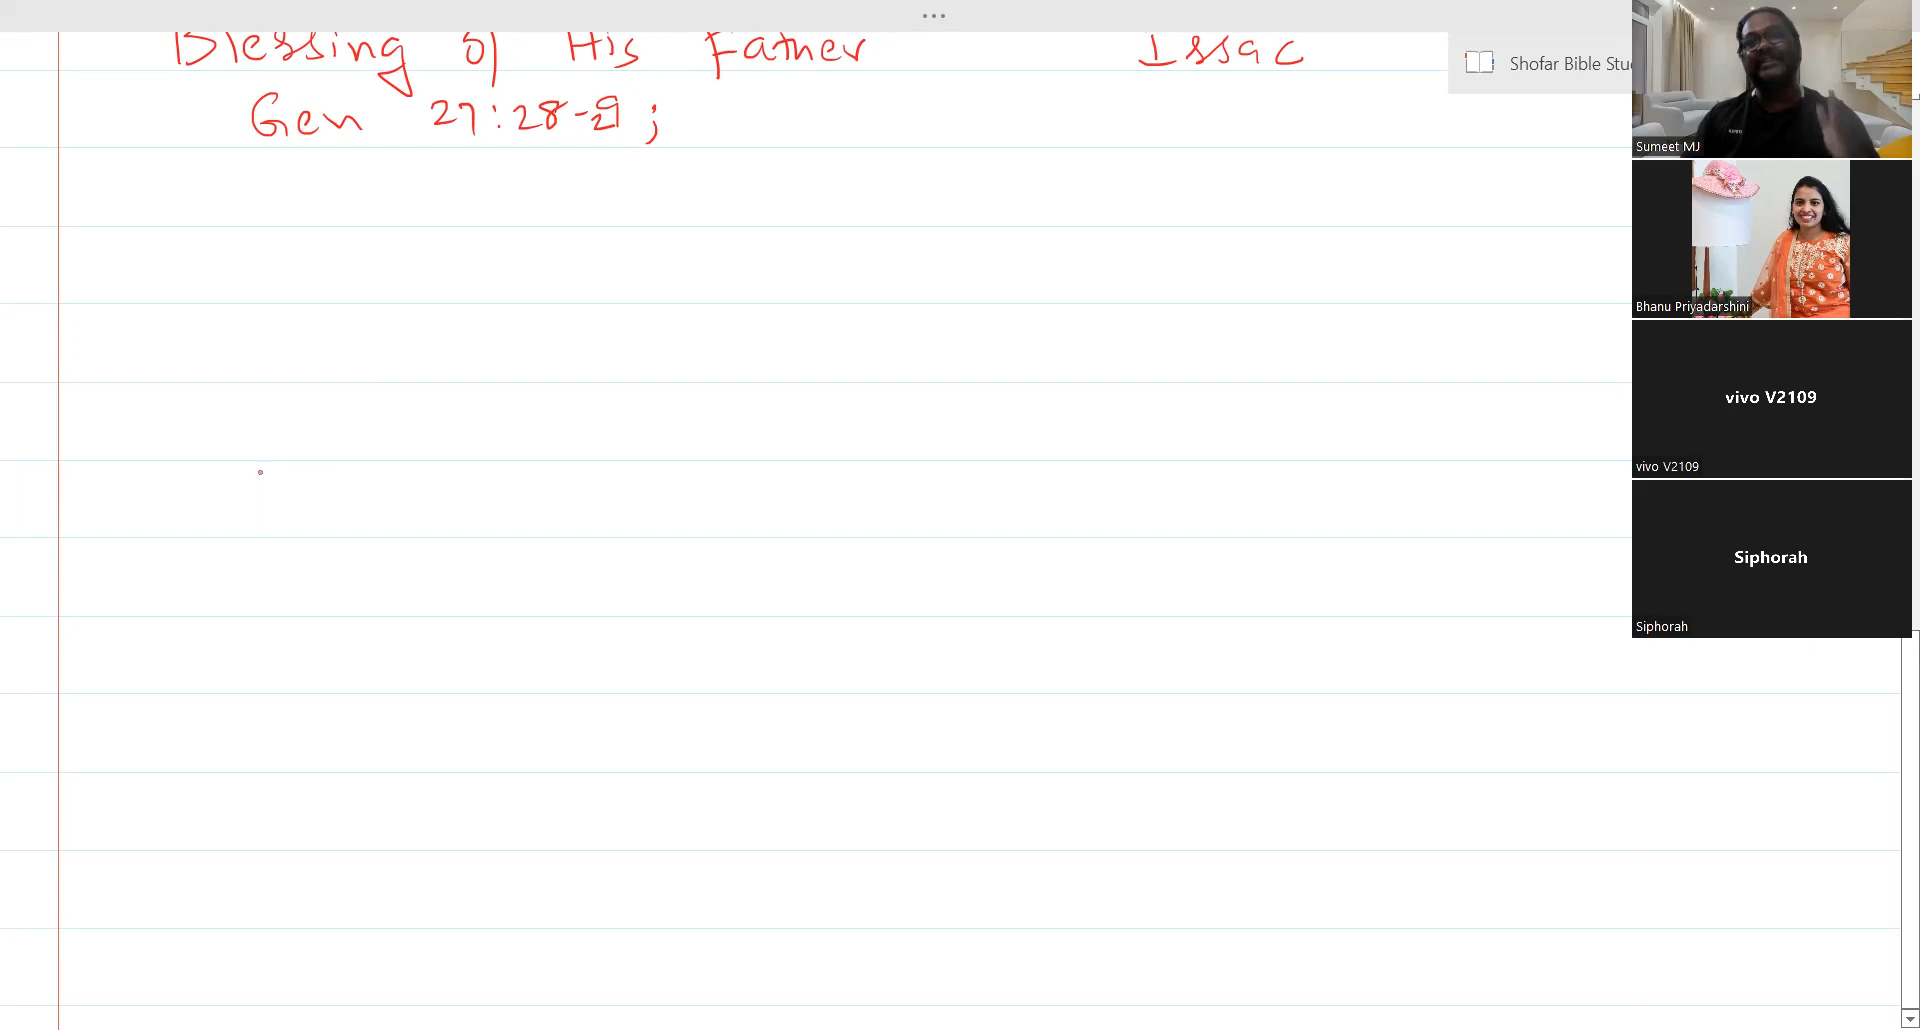 Blessing of His Father Issac
Gen 27:28-29 ;
Shofar Bible Stu
Sumeet MJ
Bhanu Priyadarshini
vivo V2109
vivo V2109
Siphorah
Siphorah